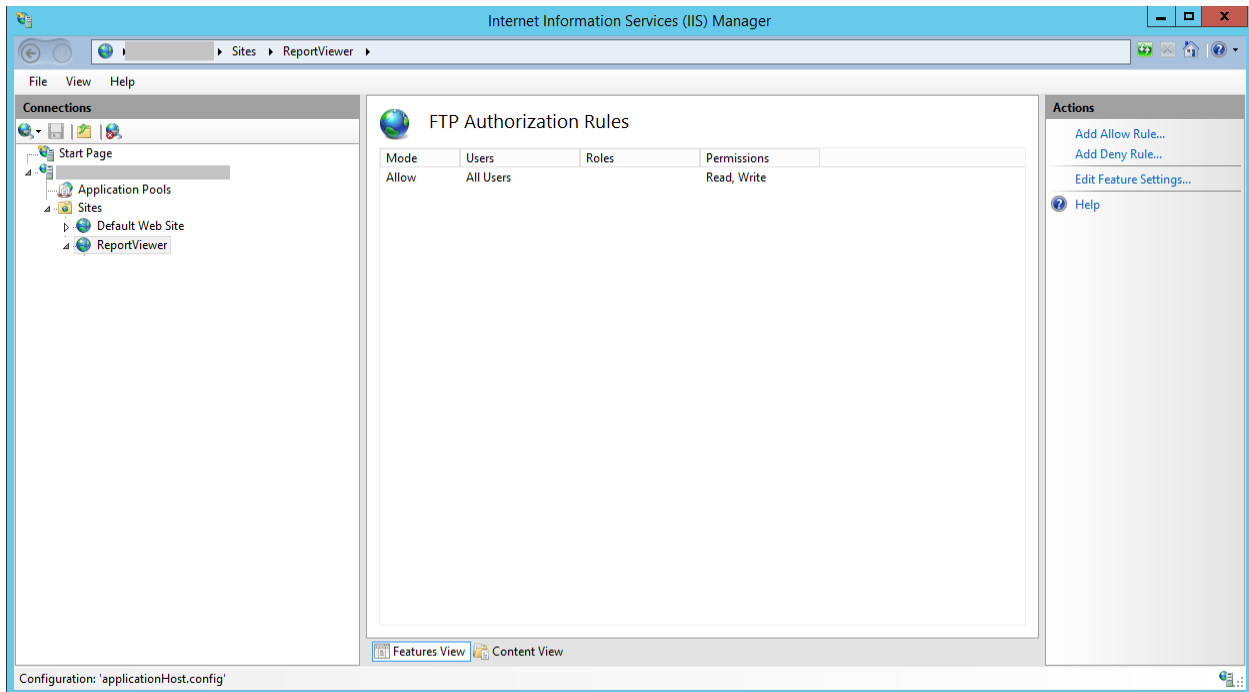 Internet Information Services (IIS) Manager
Sites ReportViewer
File View Help
Connections
Start Page
Application Pools
Sites
Default Web Site
ReportViewer
FTP Authorization Rules
Mode Users Roles Permissions
Allow All Users Read, Write
Features View Content View
Actions
Add Allow Rule...
Add Deny Rule...
Edit Feature Settings...
Help
Configuration: 'applicationHost.config'